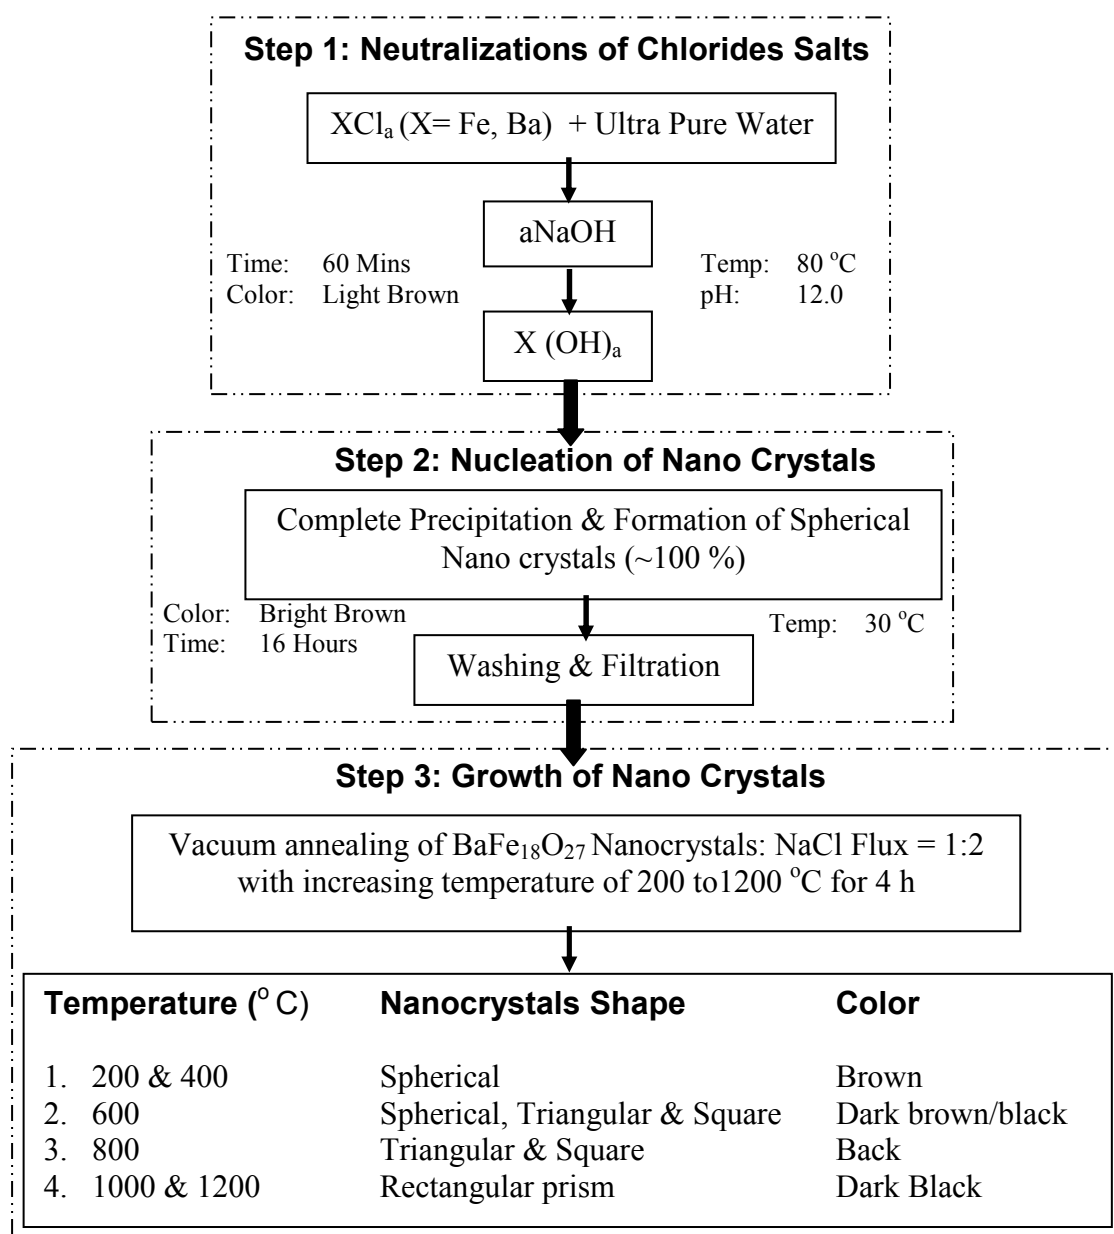 Step 1: Neutralizations of Chlorides Salts
XClₐ (X= Fe, Ba) + Ultra Pure Water
aNaOH
Time: 60 Mins
Color: Light Brown
Temp: 80 °C
pH: 12.0
X (OH)ₐ
Step 2: Nucleation of Nano Crystals
Complete Precipitation & Formation of Spherical
Nano crystals (~100 %)
Color: Bright Brown
Time: 16 Hours
Temp: 30 °C
Washing & Filtration
Step 3: Growth of Nano Crystals
Vacuum annealing of BaFe₁₈O₂₇ Nanocrystals: NaCl Flux = 1:2
with increasing temperature of 200 to1200 °C for 4 h
Temperature (° C) Nanocrystals Shape Color
1. 200 & 400 Spherical Brown
2. 600 Spherical, Triangular & Square Dark brown/black
3. 800 Triangular & Square Back
4. 1000 & 1200 Rectangular prism Dark Black